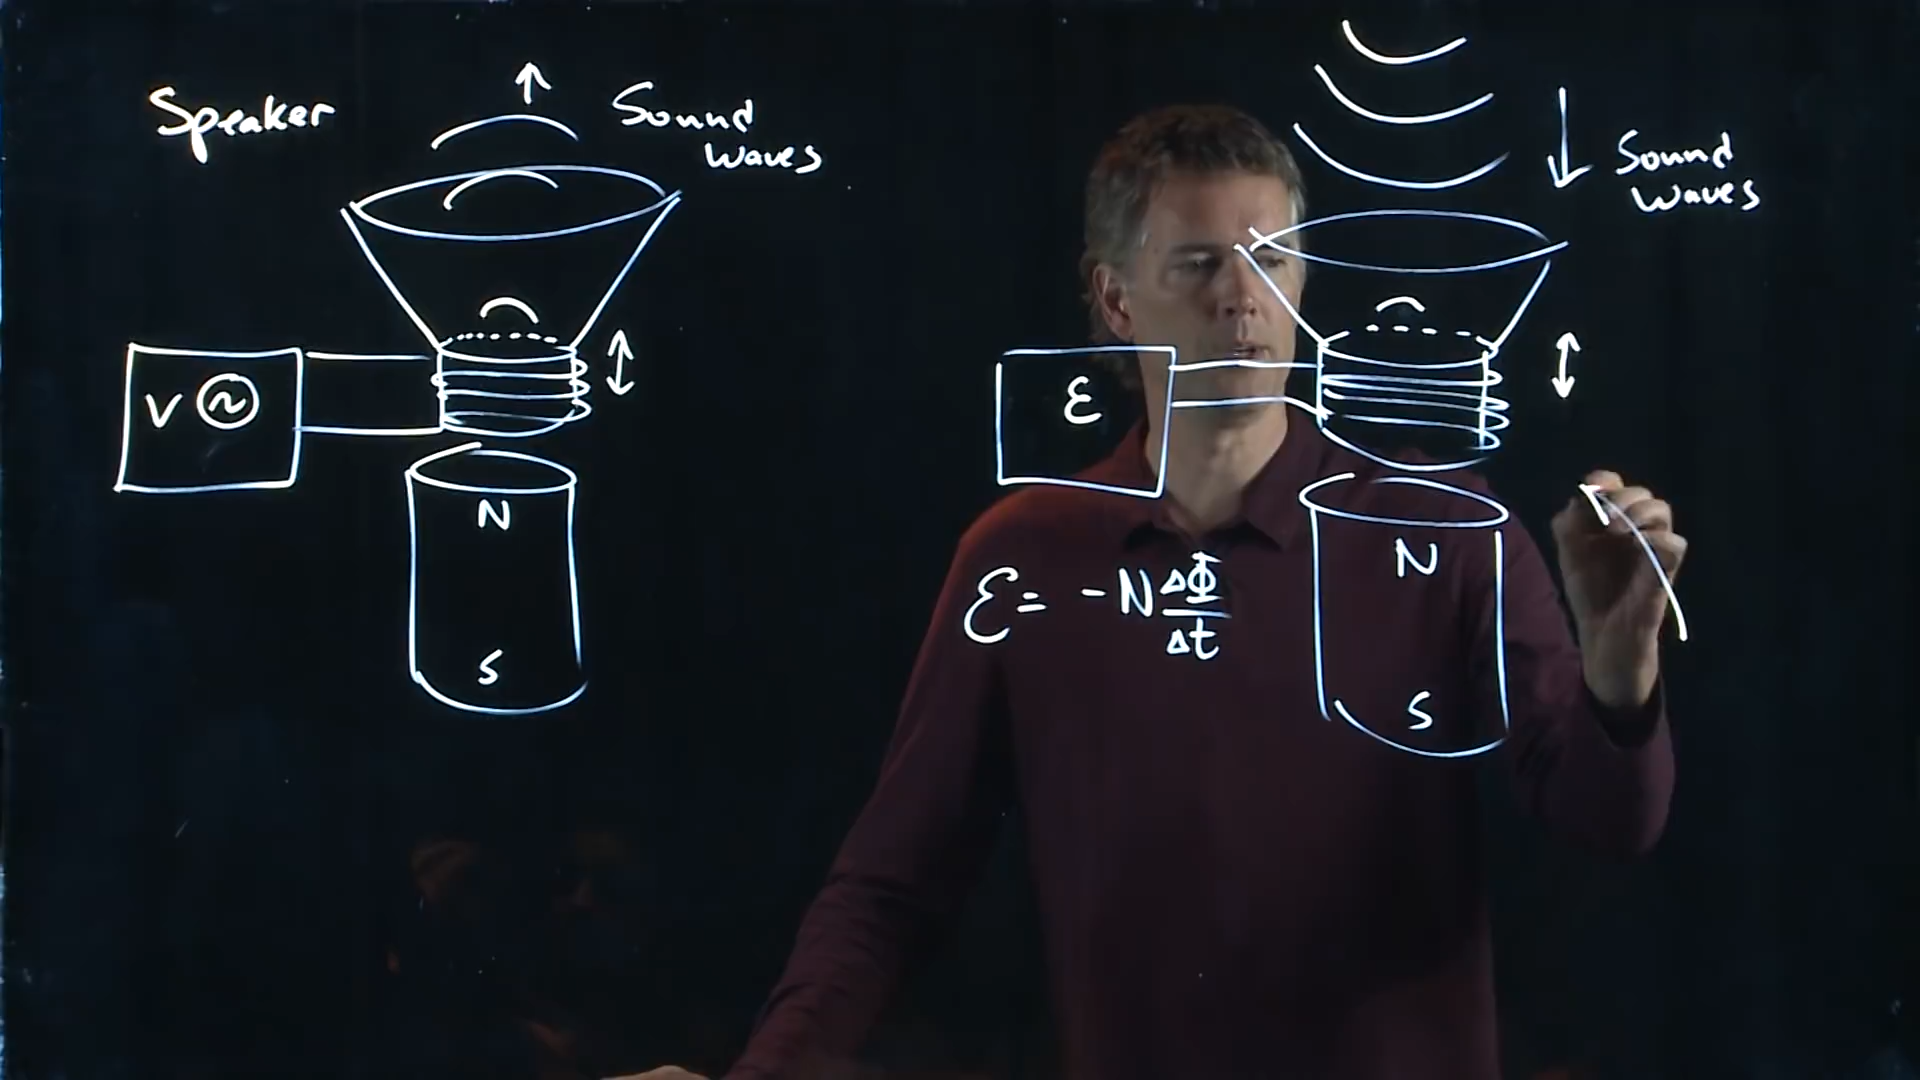 Speaker
Sound
Waves
V
N
S
Sound
Waves
ℰ
ℰ = -N ΔΦ/Δt
N
S